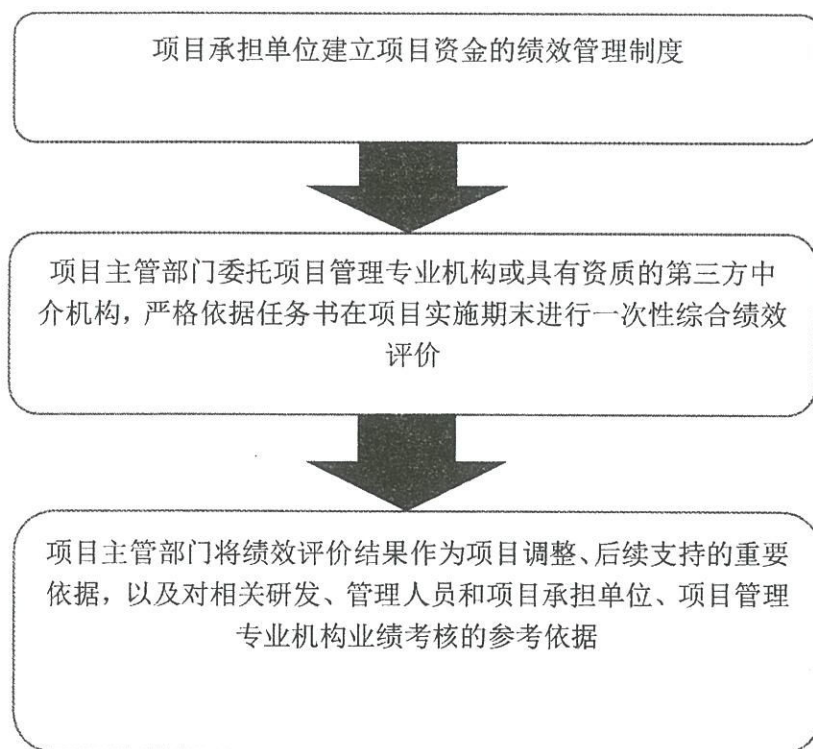 项目承担单位建立项目资金的绩效管理制度
项目主管部门委托项目管理专业机构或具有资质的第三方中
介机构，严格依据任务书在项目实施期末进行一次性综合绩效
评价
项目主管部门将绩效评价结果作为项目调整、后续支持的重要
依据，以及对相关研发、管理人员和项目承担单位、项目管理
专业机构业绩考核的参考依据